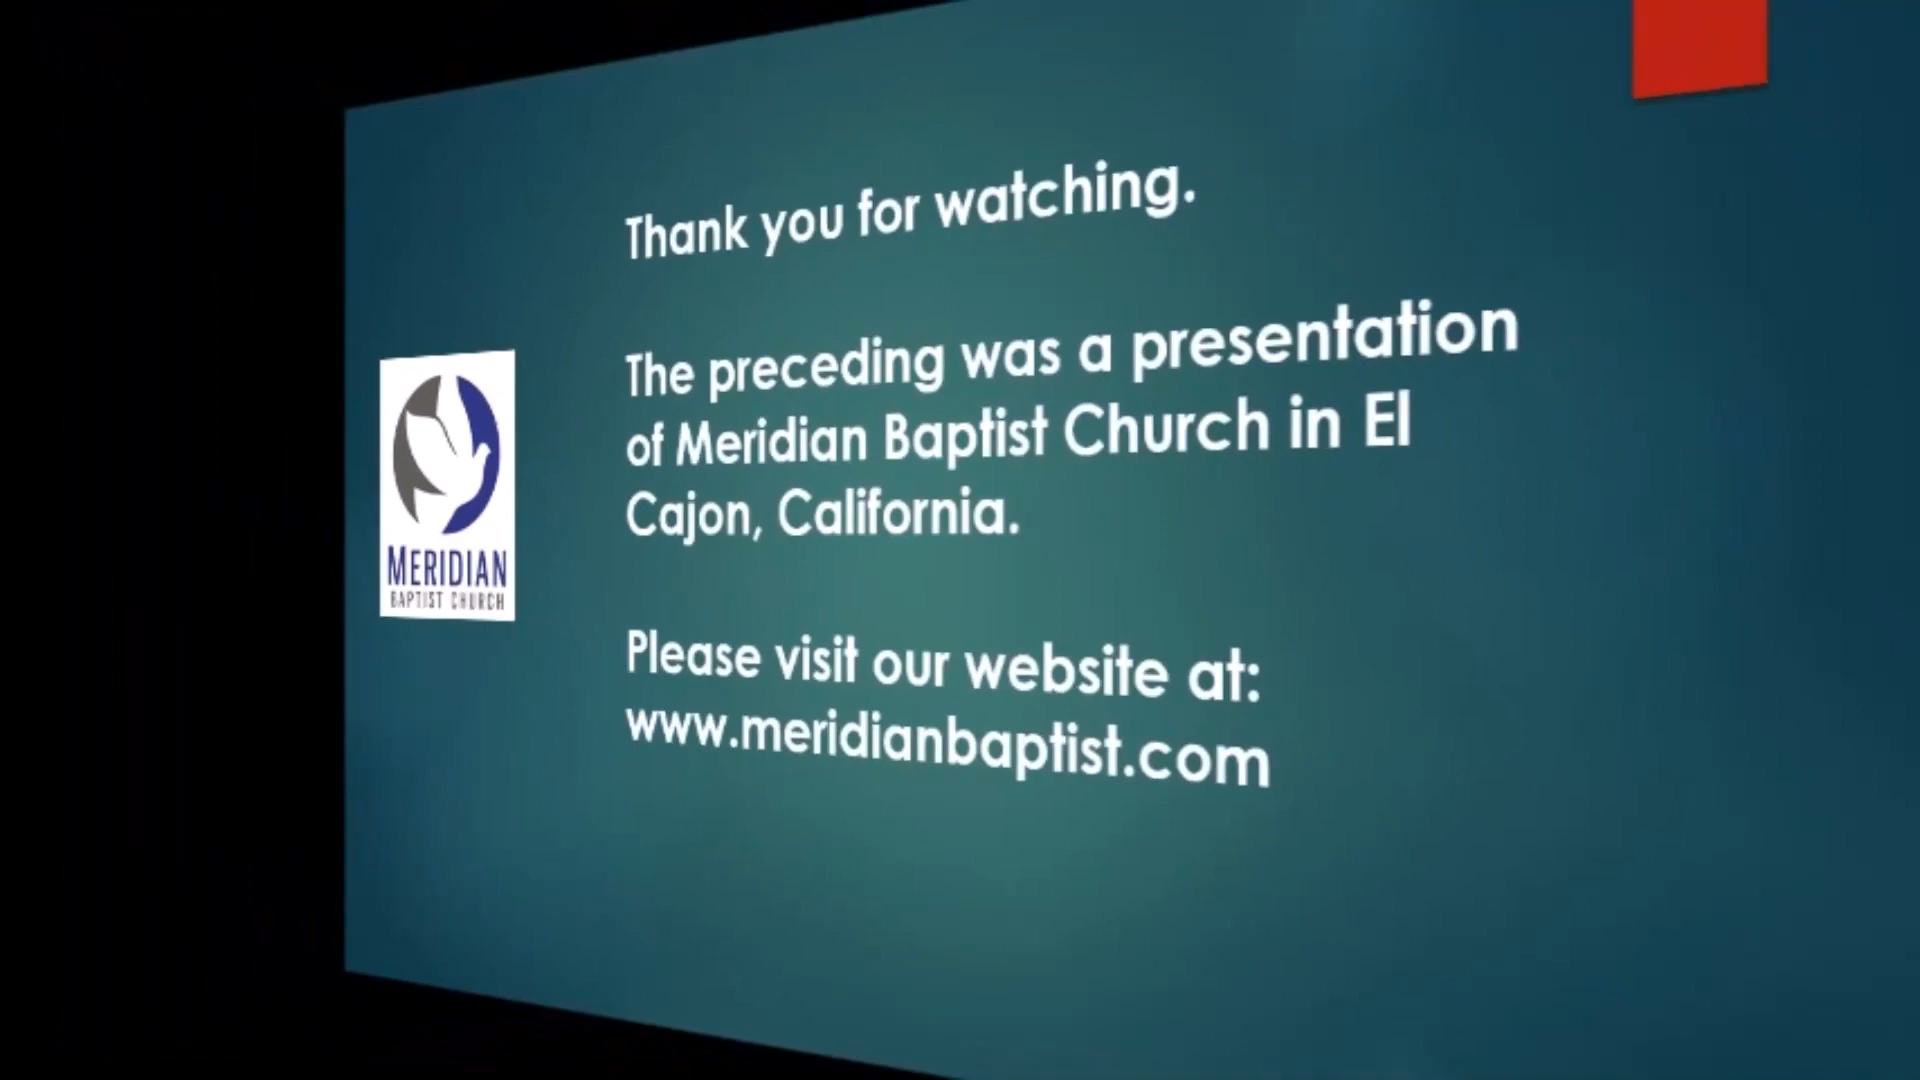 Thank you for watching.
The preceding was a presentation
of Meridian Baptist Church in El
Cajon, California.
MERIDIAN
BAPTIST CHURCH
Please visit our website at:
www.meridianbaptist.com